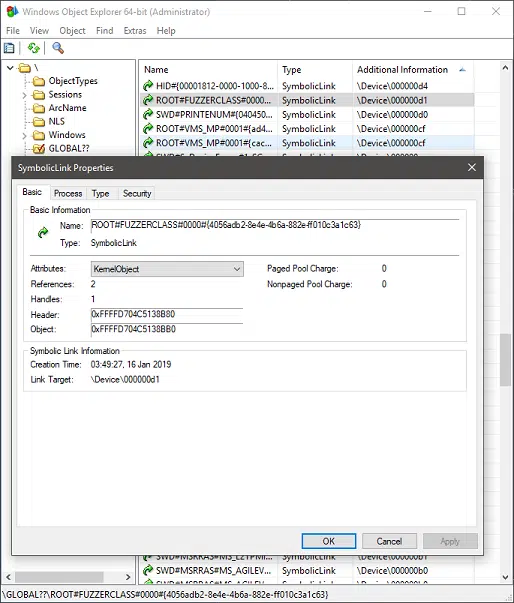 Windows Object Explorer 64-bit (Administrator)
File View Object Find Extras Help
\
ObjectTypes
Sessions
ArcName
NLS
Windows
GLOBAL??
Name Type Additional Information
HID#{00001812-0000-1000-8... SymbolicLink \Device\000000d4
ROOT#FUZZERCLASS#0000... SymbolicLink \Device\000000d1
SWD#PRINTENUM#{040450... SymbolicLink \Device\000000d0
ROOT#VMS_MP#0001#{ad4... SymbolicLink \Device\000000cf
ROOT#VMS_MP#0001#{cac... SymbolicLink \Device\000000cf
SymbolicLink Properties
Basic Process Type Security
Basic Information
Name: ROOT#FUZZERCLASS#0000#{4056adb2-8e4e-4b6a-882e-ff010c3a1c63}
Type: SymbolicLink
Attributes: KernelObject Paged Pool Charge: 0
References: 2 Nonpaged Pool Charge: 0
Handles: 1
Header: 0xFFFFD704C5138B80
Object: 0xFFFFD704C5138BB0
Symbolic Link Information
Creation Time: 03:49:27, 16 Jan 2019
Link Target: \Device\000000d1
OK Cancel Apply
SWD#MSRRAS#MS_L2TPMI... SymbolicLink \Device\000000b1
SWD#MSRRAS#MS_AGILEV... SymbolicLink \Device\000000b0
SWD#MSRRAS#MS_AGILEV... SymbolicLink \Device\000000b0
\GLOBAL??\ROOT#FUZZERCLASS#0000#{4056adb2-8e4e-4b6a-882e-ff010c3a1c63}